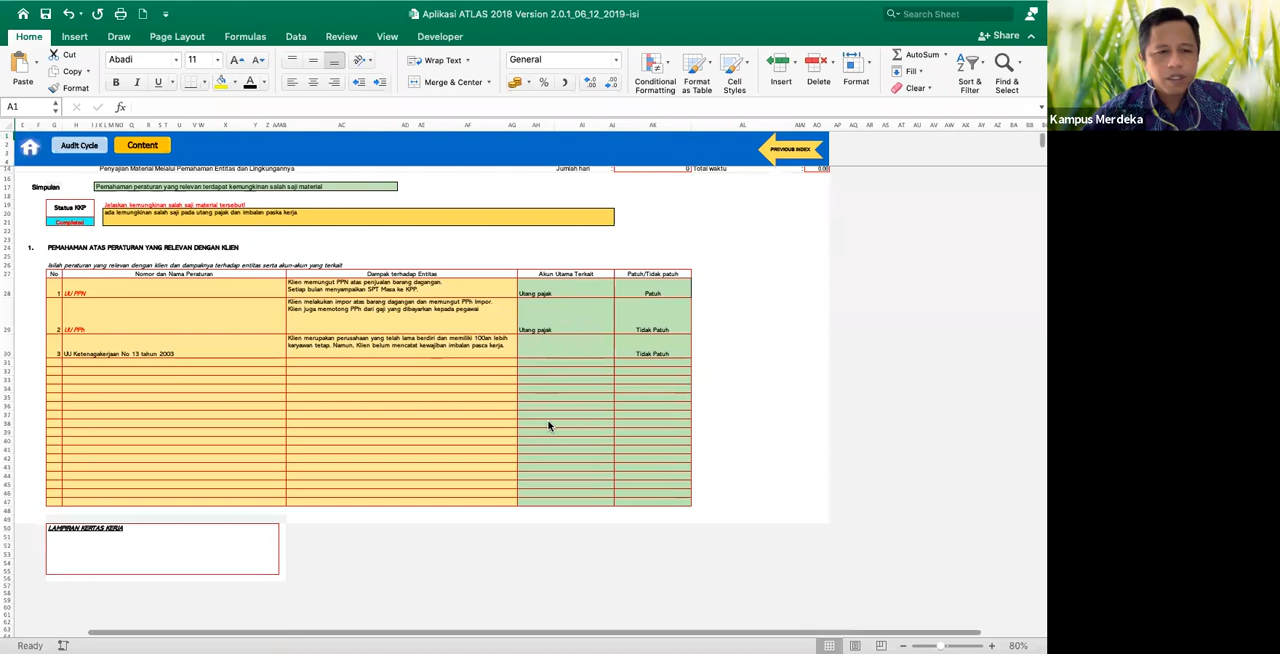 Aplikasi ATLAS 2018 Version 2.0.1_06_12_2019-isi
Search Sheet
Home Insert Draw Page Layout Formulas Data Review View Developer
Share
Paste
Cut
Copy
Format
Abadi
11
A A
B I U
A
Wrap Text
Merge & Center
General
%
Conditional Formatting
Format as Table
Cell Styles
Insert
Delete
Format
AutoSum
Fill
Clear
Sort & Filter
Find & Select
A1
fx
Kampus Merdeka
Audit Cycle
Content
PREVIOUS INDEX
Penyajian Material Melalui Pemahaman Entitas dan Lingkungannya
Jumlah hari : 0 Total waktu : 0,00
Simpulan
Pemahaman peraturan yang relevan terdapat kemungkinan salah saji material
Status KKP
Completed
Jelaskan kemungkinan salah saji material tersebut!
ada lemungkinan salah saji pada utang pajak dan imbalan paska kerja
1. PEMAHAMAN ATAS PERATURAN YANG RELEVAN DENGAN KLIEN
Isilah peraturan yang relevan dengan klien dan dampaknya terhadap entitas serta akun-akun yang terkait
No Nomor dan Nama Peraturan Dampak terhadap Entitas Akun Utama Terkait Patuh/Tidak patuh
Klien memungut PPN atas penjualan barang dagangan.
Setiap bulan menyampaikan SPT Masa ke KPP.
1 UU PPN Utang pajak Patuh
Klien melakukan impor atas barang dagangan dan memungut PPh Impor.
Klien juga memotong PPh dari gaji yang dibayarkan kepada pegawai
2 UU PPh Utang pajak Tidak Patuh
Klien merupakan perusahaan yang telah lama berdiri dan memiliki 100an lebih
karyawan tetap. Namun, Klien belum mencatat kewajiban imbalan pasca kerja.
3 UU Ketenagakerjaan No 13 tahun 2003 Tidak Patuh
LAMPIRAN KERTAS KERJA
Ready
80%